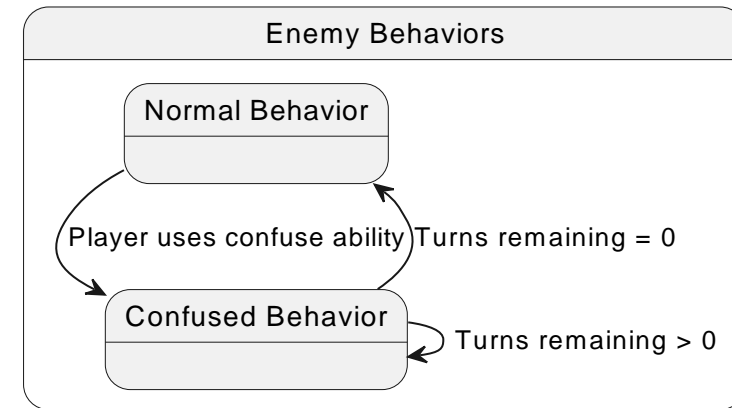 Enemy Behaviors
Normal Behavior
Player uses confuse ability
Turns remaining = 0
Confused Behavior
Turns remaining > 0